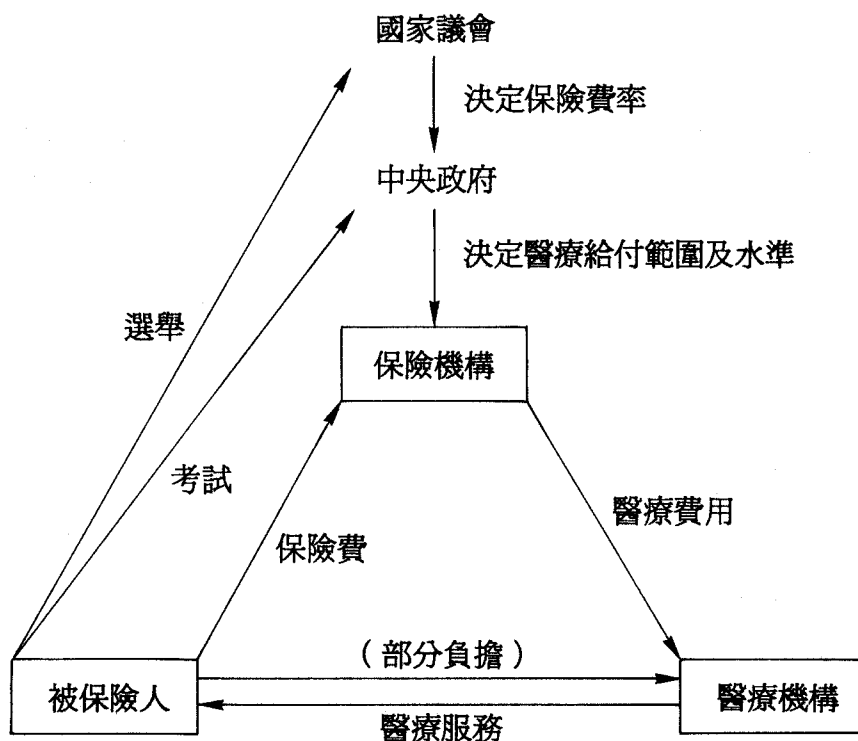 國家議會
決定保險費率
中央政府
決定醫療給付範圍及水準
選舉
保險機構
考試
醫療費用
保險費
(部分負擔)
被保險人
醫療機構
醫療服務